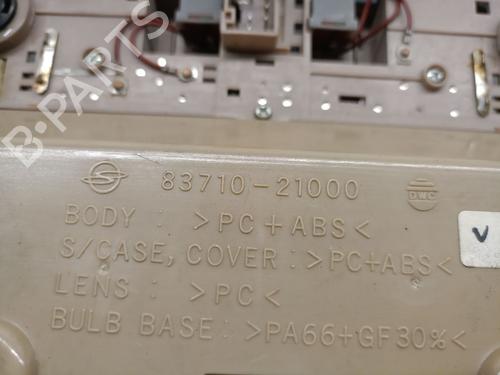 83710-21000
DWC
BODY : >PC+ABS<
S/CASE, COVER : >PC+ABS<
LENS : >PC<
BULB BASE : >PA66+GF30%<
V
B-PARTS